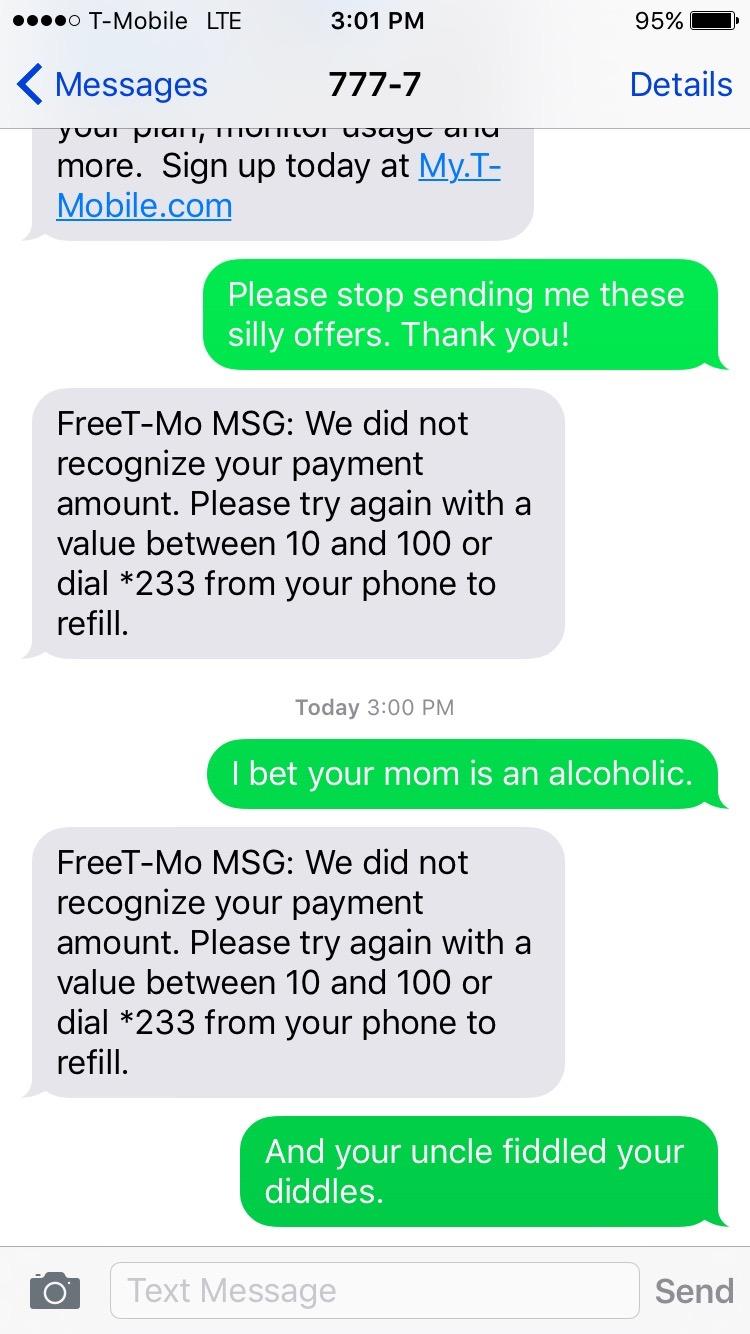 T-Mobile LTE 3:01 PM 95%
Messages 777-7 Details
your plan, monitor usage and
more.  Sign up today at My.T-
Mobile.com
Please stop sending me these
silly offers. Thank you!
FreeT-Mo MSG: We did not
recognize your payment
amount. Please try again with a
value between 10 and 100 or
dial *233 from your phone to
refill.
Today 3:00 PM
I bet your mom is an alcoholic.
FreeT-Mo MSG: We did not
recognize your payment
amount. Please try again with a
value between 10 and 100 or
dial *233 from your phone to
refill.
And your uncle fiddled your
diddles.
Text Message Send